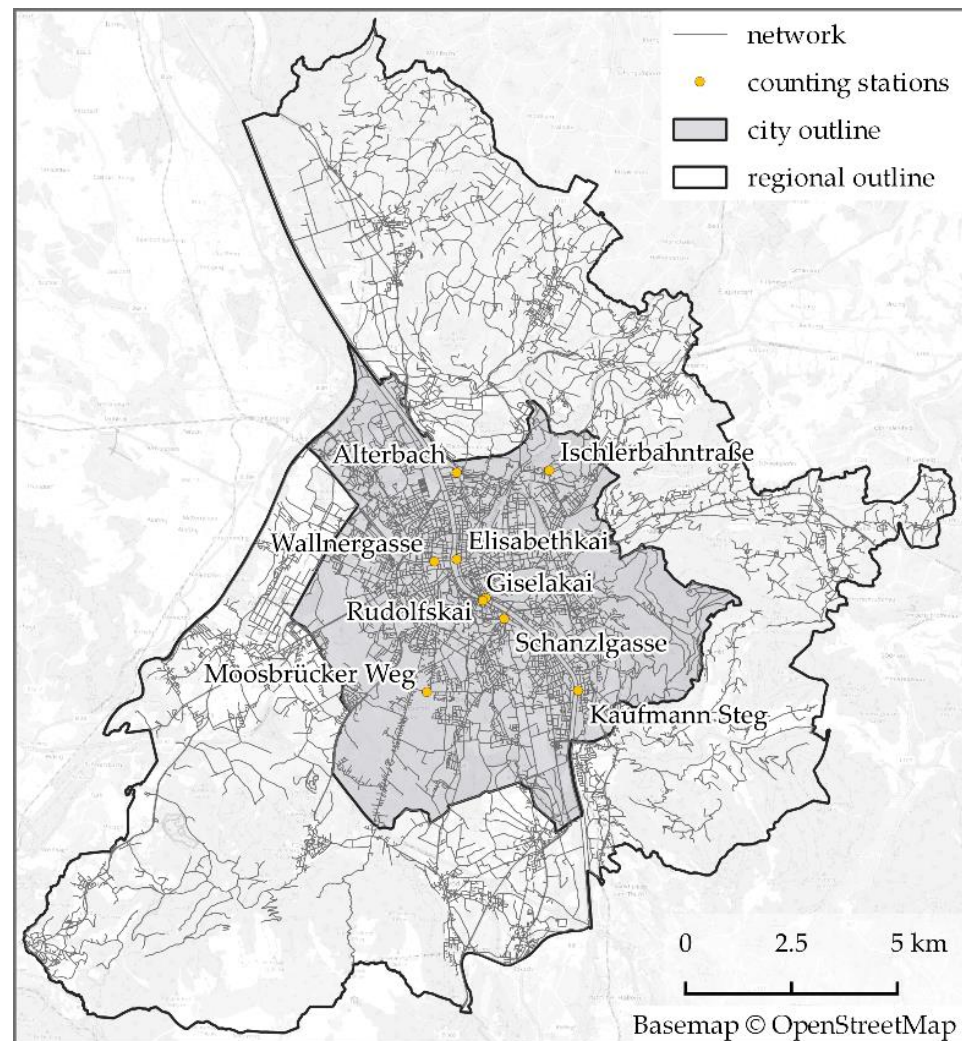 network
counting stations
city outline
regional outline
Alterbach
Ischlerbahntraße
Wallnergasse
Elisabethkai
Giselakai
Rudolfskai
Schanzlgasse
Moosbrücker Weg
Kaufmann Steg
0 2.5 5 km
Basemap © OpenStreetMap